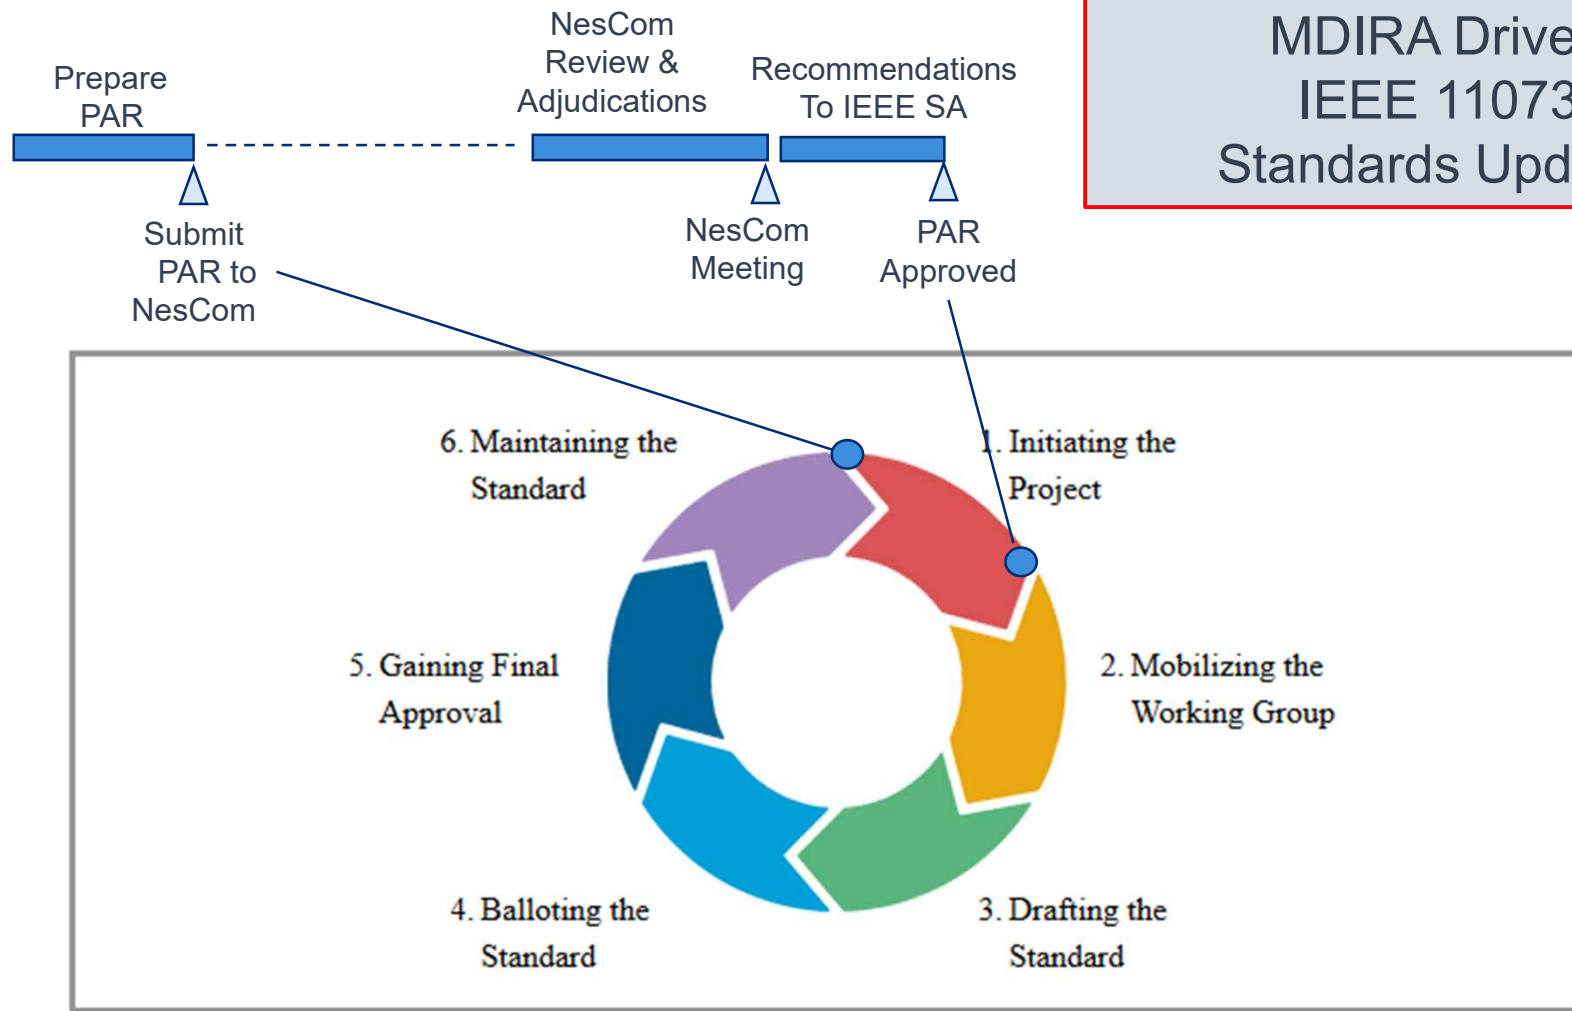 Prepare
PAR
NesCom
Review &
Adjudications
Recommendations
To IEEE SA
MDIRA Drive
IEEE 11073
Standards Upd
Submit
PAR to
NesCom
NesCom
Meeting
PAR
Approved
6. Maintaining the
Standard
1. Initiating the
Project
5. Gaining Final
Approval
2. Mobilizing the
Working Group
4. Balloting the
Standard
3. Drafting the
Standard